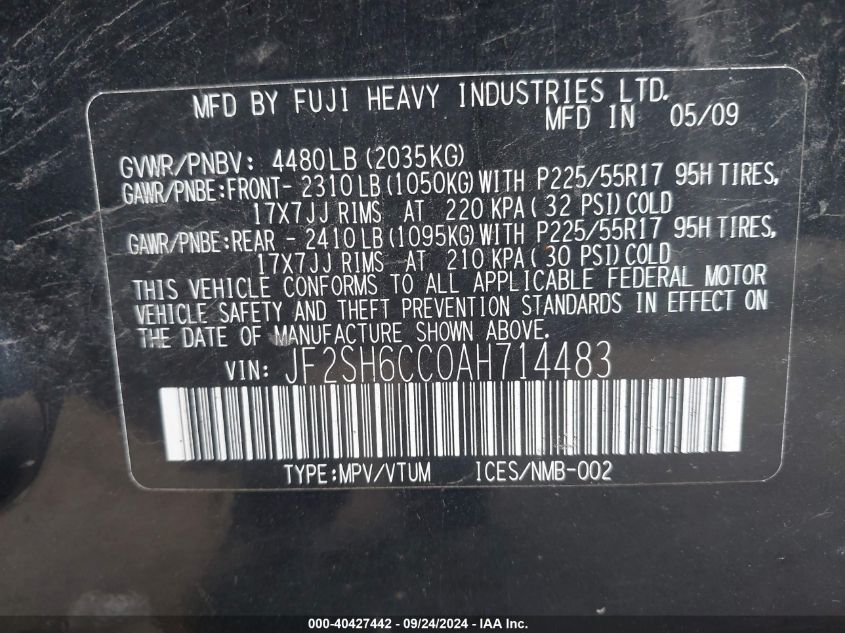 MFD BY FUJI HEAVY INDUSTRIES LTD.
MFD IN 05/09
GVWR/PNBV: 4480LB(2035KG)
GAWR/PNBE:FRONT- 2310LB(1050KG)WITH P225/55R17 95H TIRES,
17X7JJ RIMS AT 220 KPA( 32 PSI)COLD
GAWR/PNBE:REAR - 2410LB(1095KG)WITH P225/55R17 95H TIRES,
17X7JJ RIMS AT 210 KPA( 30 PSI)COLD
THIS VEHICLE CONFORMS TO ALL APPLICABLE FEDERAL MOTOR
VEHICLE SAFETY AND THEFT PREVENTION STANDARDS IN EFFECT ON
THE DATE OF MANUFACTURE SHOWN ABOVE.
VIN: JF2SH6CC0AH714483
TYPE:MPV/VTUM ICES/NMB-002
000-40427442 - 09/24/2024 - IAA Inc.